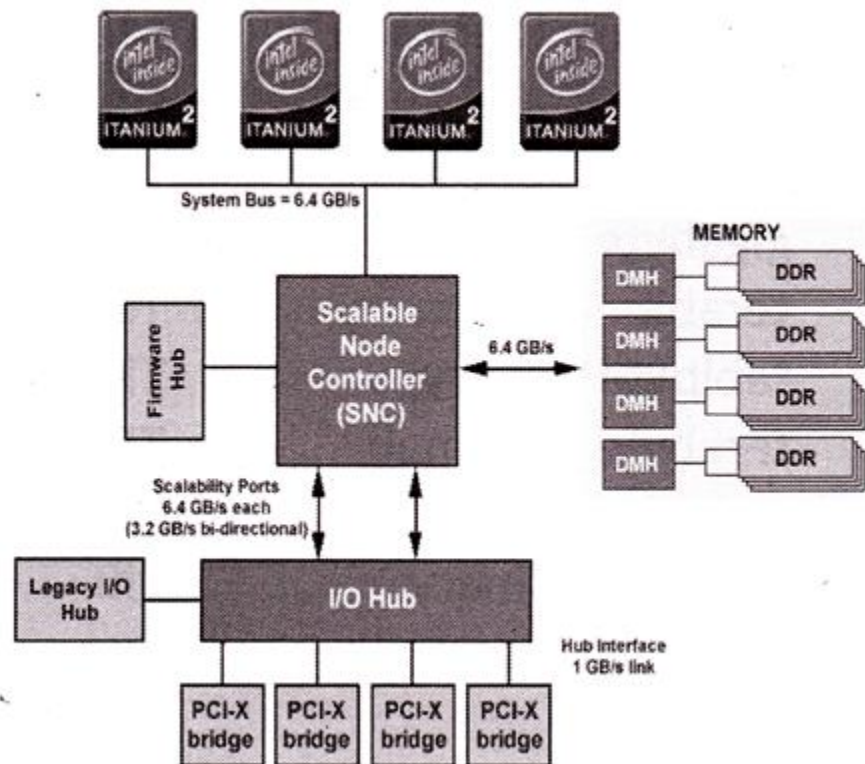 intel
inside
ITANIUM 2
intel
inside
ITANIUM 2
intel
inside
ITANIUM 2
intel
inside
ITANIUM 2
System Bus = 6.4 GB/s
MEMORY
DMH
DDR
DMH
DDR
DMH
DDR
DMH
DDR
Scalable
Node
Controller
(SNC)
Firmware
Hub
6.4 GB/s
Scalability Ports
6.4 GB/s each
(3.2 GB/s bi-directional)
Legacy I/O
Hub
I/O Hub
Hub Interface
1 GB/s link
PCI-X
bridge
PCI-X
bridge
PCI-X
bridge
PCI-X
bridge